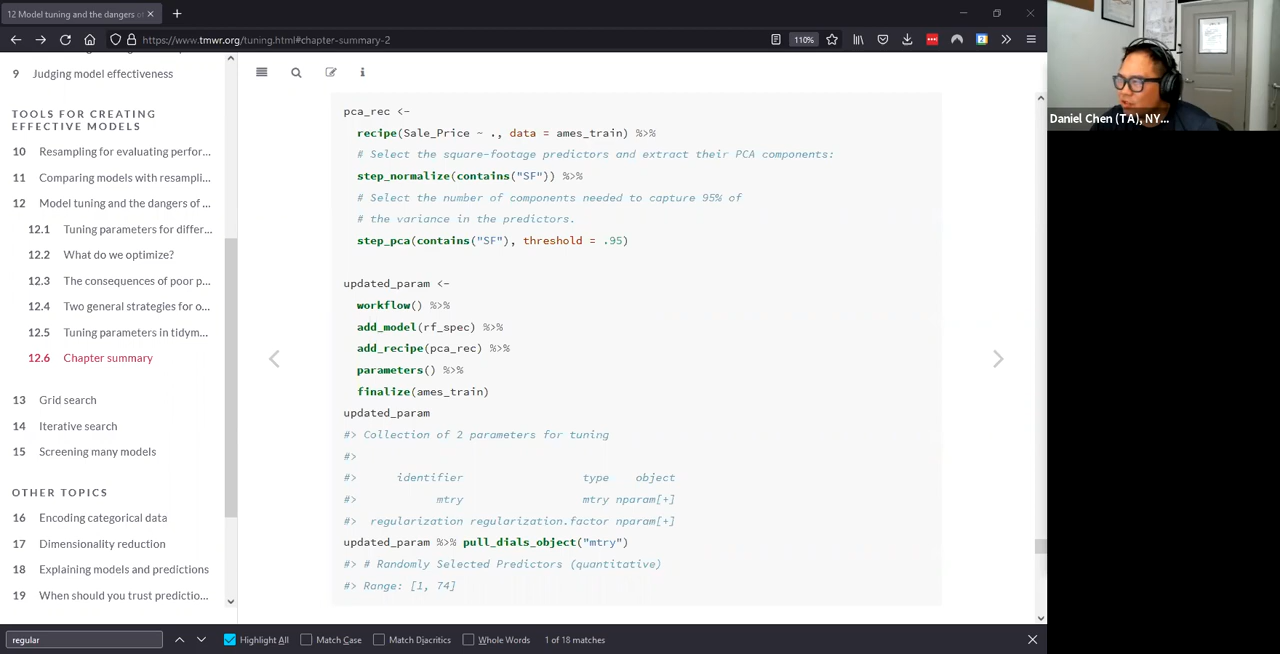 12 Model tuning and the dangers of
https://www.tmwr.org/tuning.html#chapter-summary-2
110%
Daniel Chen (TA), NY...
9 Judging model effectiveness
TOOLS FOR CREATING
EFFECTIVE MODELS
10 Resampling for evaluating perfor...
11 Comparing models with resampli...
12 Model tuning and the dangers of ...
12.1 Tuning parameters for differ...
12.2 What do we optimize?
12.3 The consequences of poor p...
12.4 Two general strategies for o...
12.5 Tuning parameters in tidym...
12.6 Chapter summary
13 Grid search
14 Iterative search
15 Screening many models
OTHER TOPICS
16 Encoding categorical data
17 Dimensionality reduction
18 Explaining models and predictions
19 When should you trust predictio...
pca_rec <-
recipe(Sale_Price ~ ., data = ames_train) %>%
# Select the square-footage predictors and extract their PCA components:
step_normalize(contains("SF")) %>%
# Select the number of components needed to capture 95% of
# the variance in the predictors.
step_pca(contains("SF"), threshold = .95)
updated_param <-
workflow() %>%
add_model(rf_spec) %>%
add_recipe(pca_rec) %>%
parameters() %>%
finalize(ames_train)
updated_param
#> Collection of 2 parameters for tuning
#>
#> identifier type object
#> mtry mtry nparam[+]
#> regularization regularization.factor nparam[+]
updated_param %>% pull_dials_object("mtry")
#> # Randomly Selected Predictors (quantitative)
#> Range: [1, 74]
regular
Highlight All Match Case Match Diacritics Whole Words 1 of 18 matches